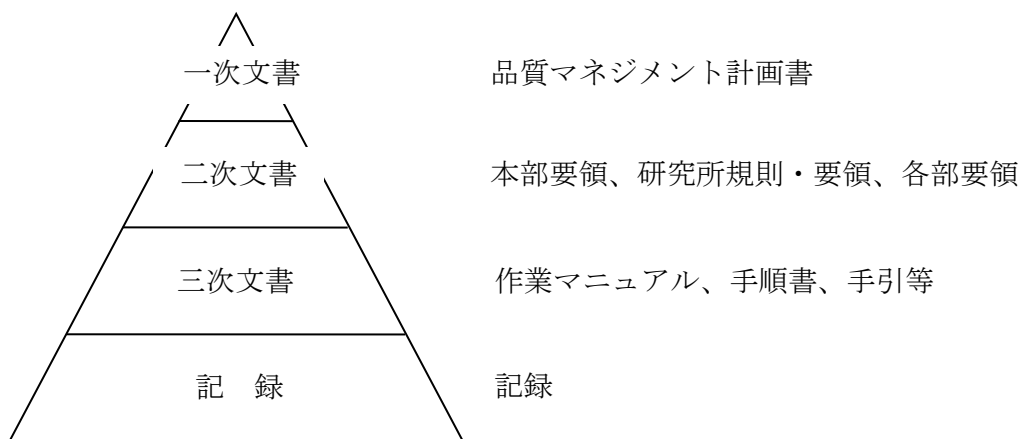 一次文書 品質マネジメント計画書
二次文書 本部要領、研究所規則・要領、各部要領
三次文書 作業マニュアル、手順書、手引等
記　録 記録